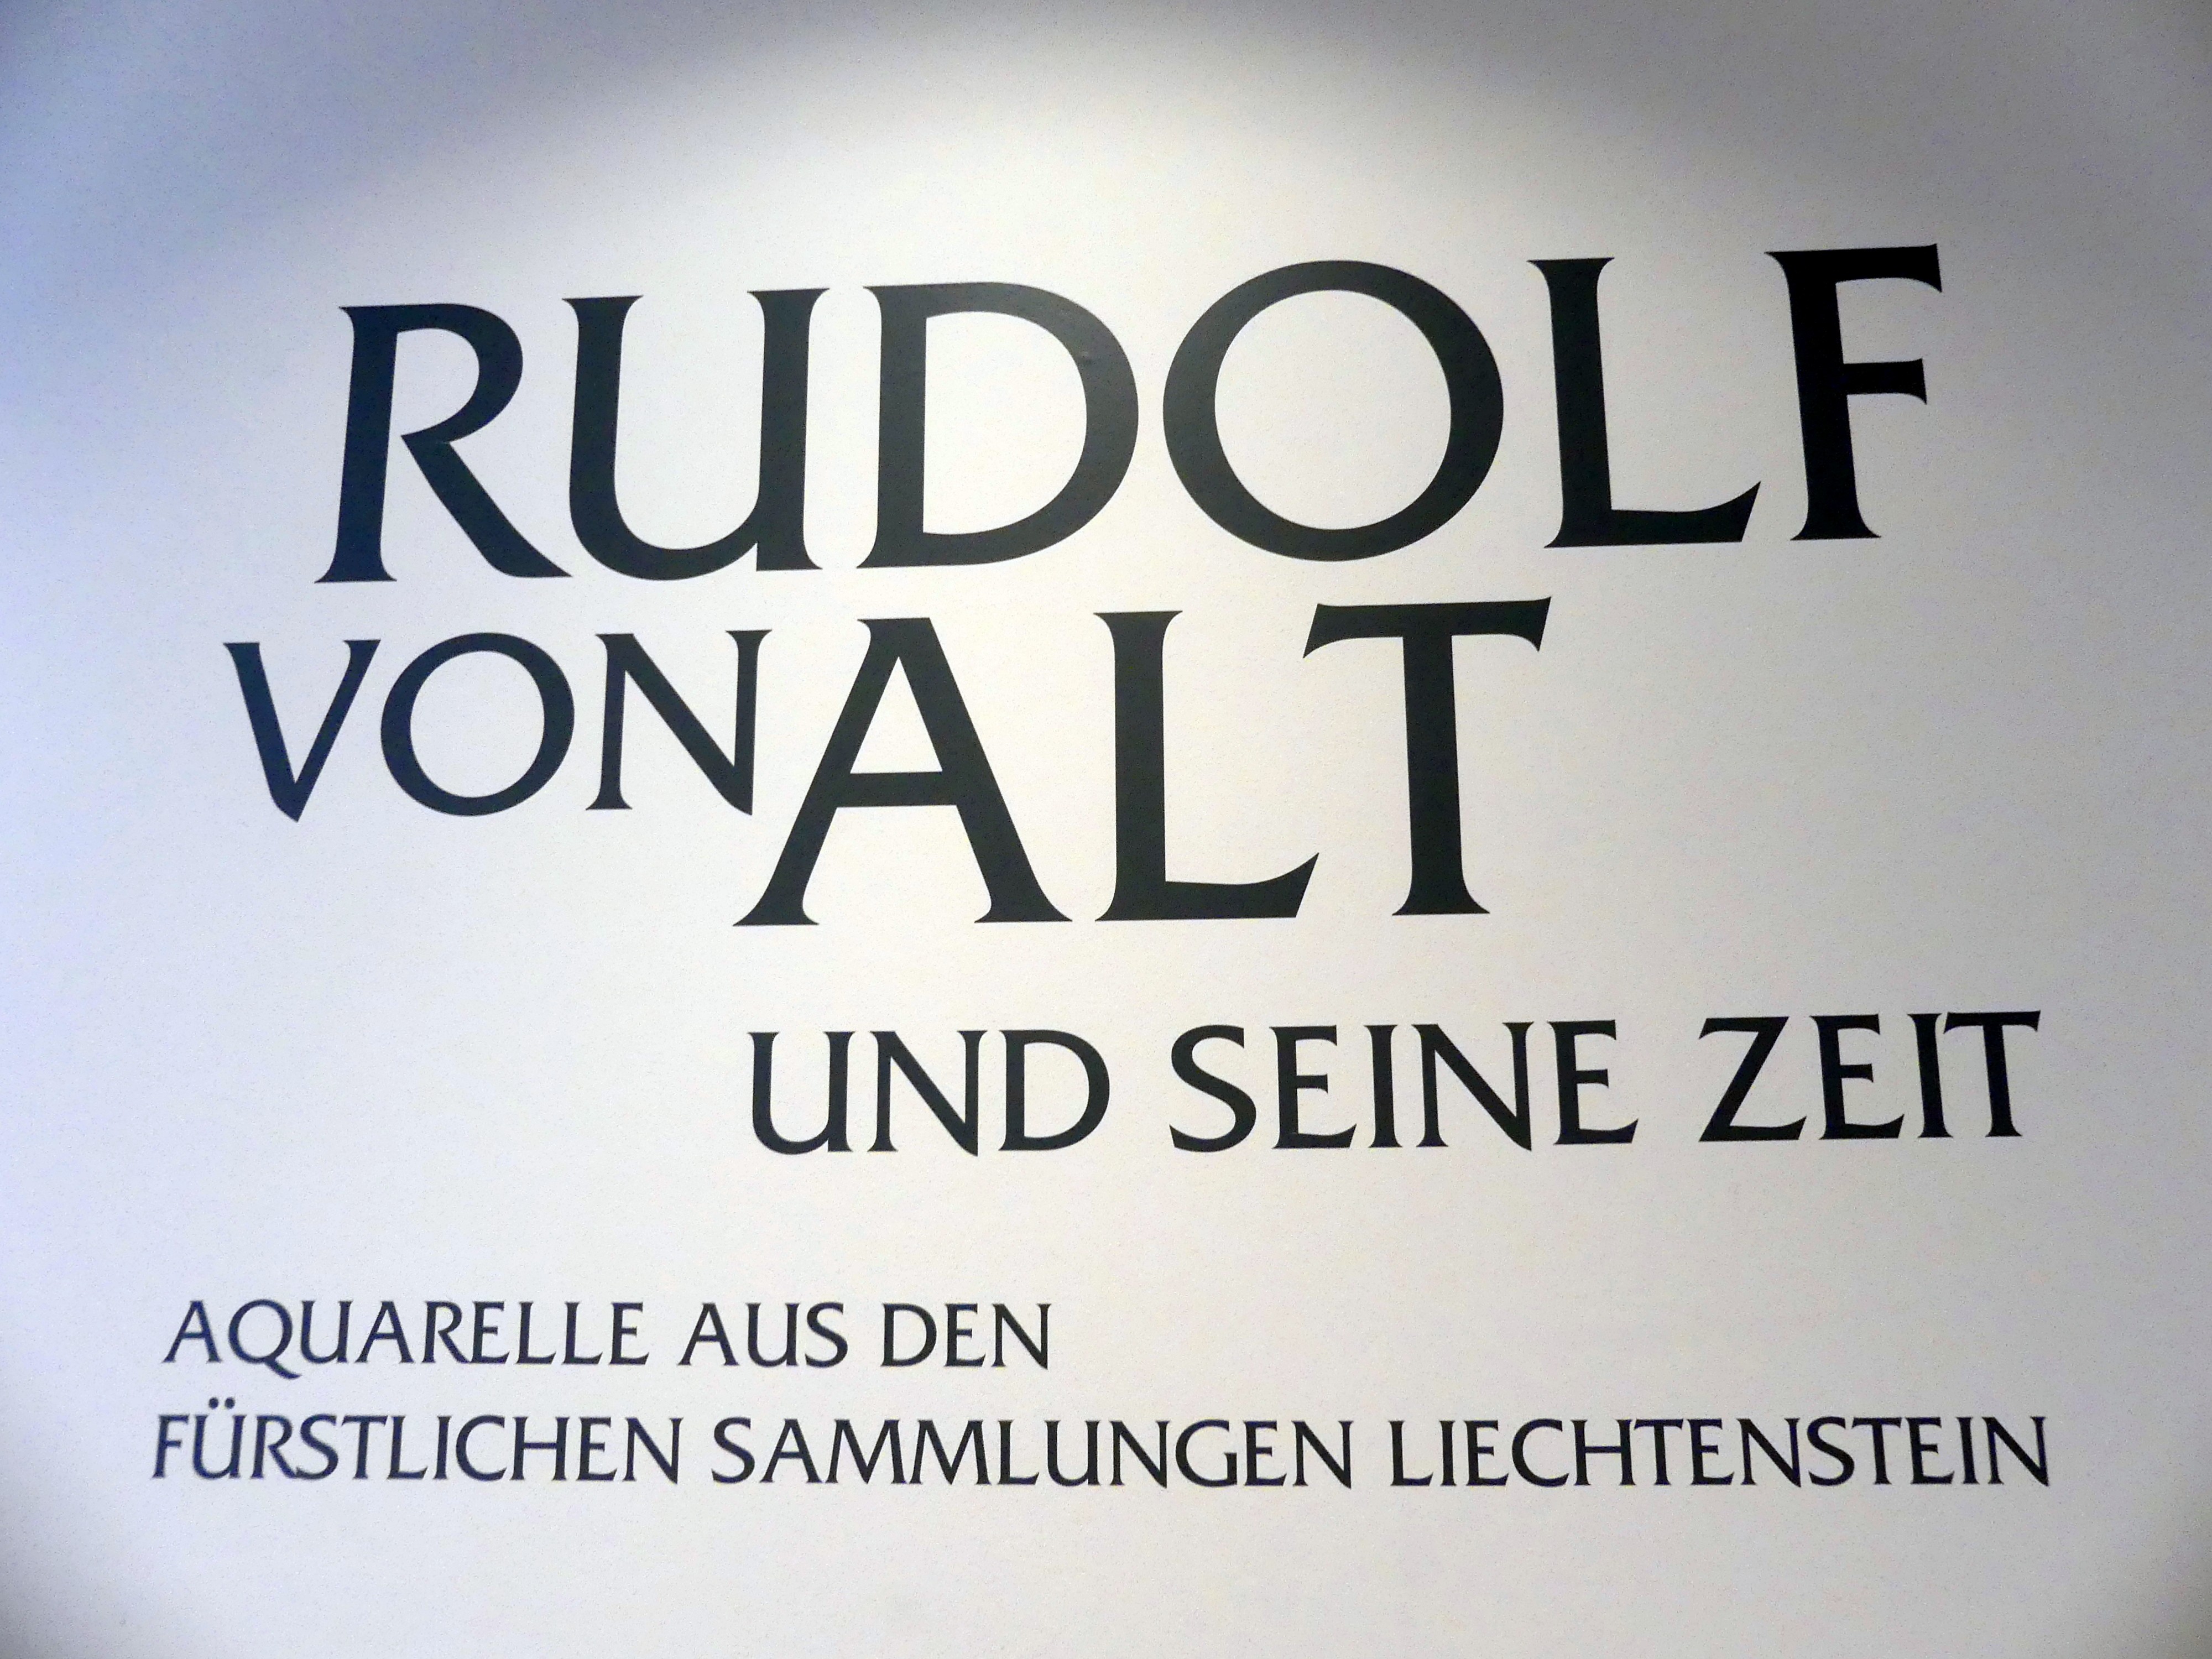 RUDOLF
VON ALT
UND SEINE ZEIT
AQUARELLE AUS DEN
FÜRSTLICHEN SAMMLUNGEN LIECHTENSTEIN